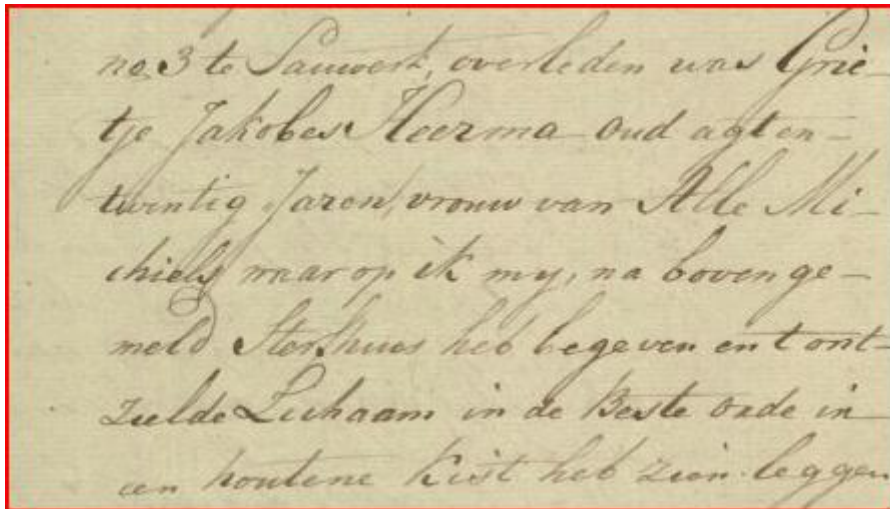 no 3 te Sauwert, overleden was Grie-
tje Jakobes Heerma oud agt en-
twintig Jaren, vrouw van Alle Mi-
chiels waar op ik my, na boven ge-
meld Sterfhuis heb begeven en t ont-
zielde Lichaam in de Beste orde in
een houtene Kist heb zien leggen